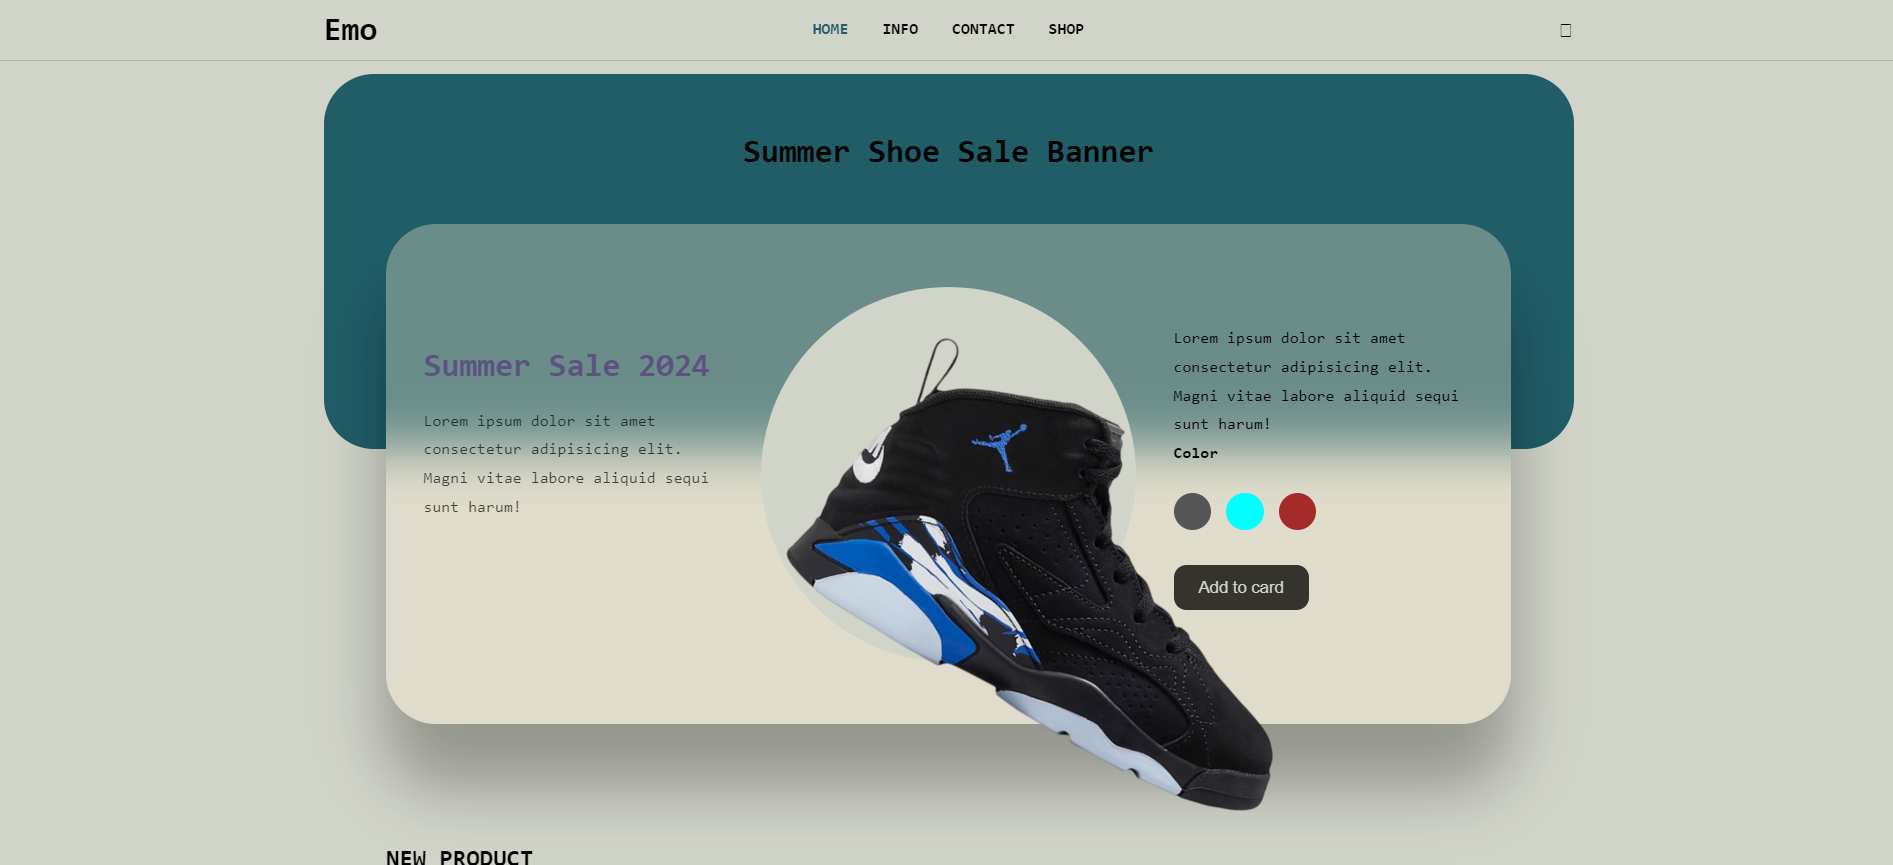 Emo
HOME INFO CONTACT SHOP
Summer Shoe Sale Banner
Summer Sale 2024
Lorem ipsum dolor sit amet
consectetur adipisicing elit.
Magni vitae labore aliquid sequi
sunt harum!
Lorem ipsum dolor sit amet
consectetur adipisicing elit.
Magni vitae labore aliquid sequi
sunt harum!
Color
Add to card
NEW PRODUCT